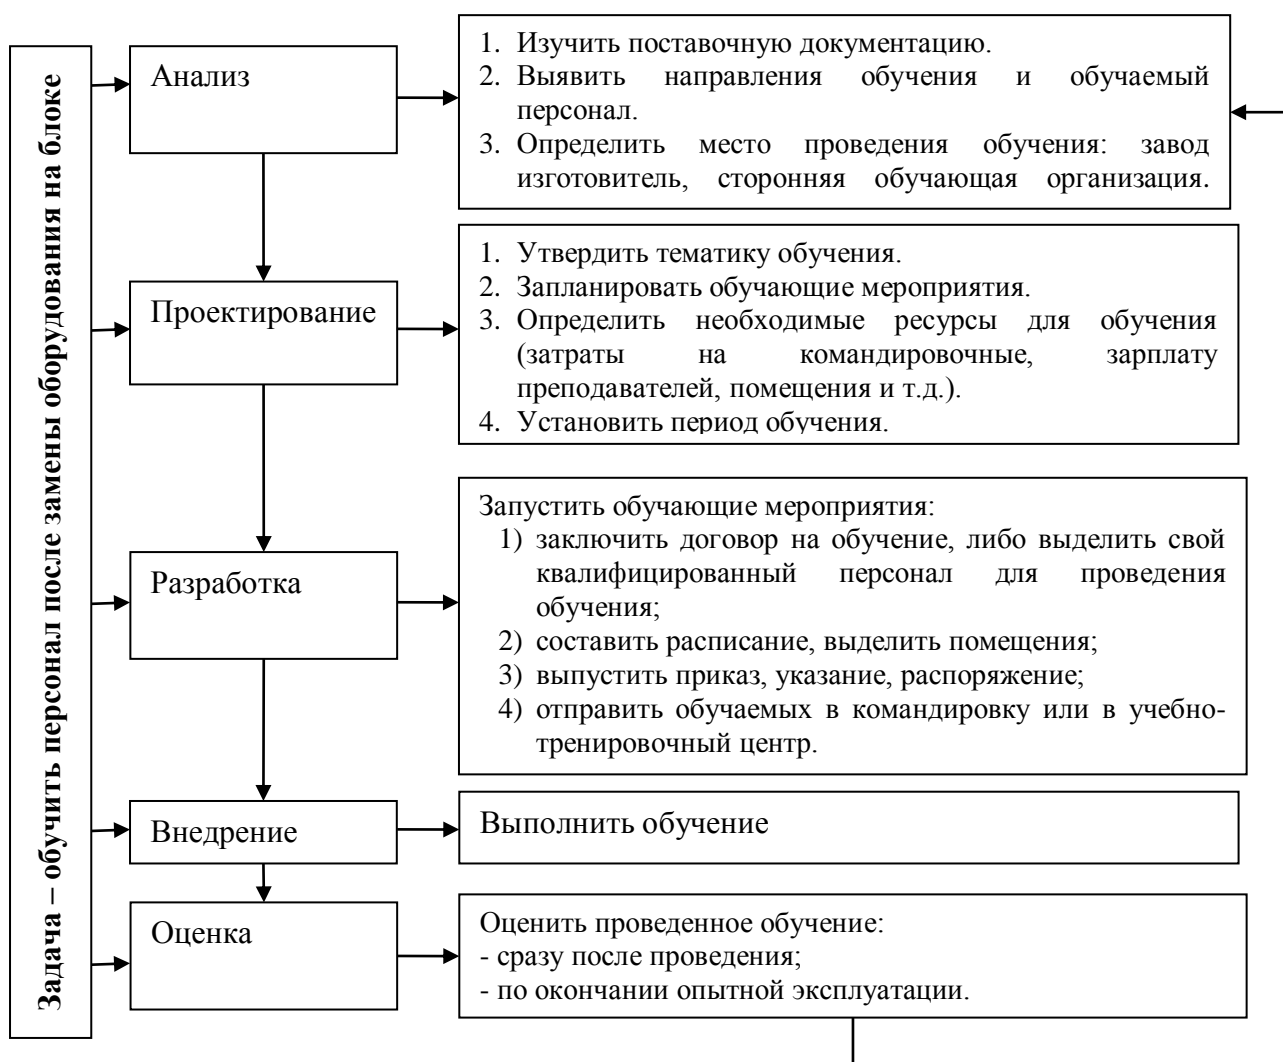 Задача – обучить персонал после замены оборудования на блоке
Анализ
1. Изучить поставочную документацию.
2. Выявить направления обучения и обучаемый
персонал.
3. Определить место проведения обучения: завод
изготовитель, сторонняя обучающая организация.
Проектирование
1. Утвердить тематику обучения.
2. Запланировать обучающие мероприятия.
3. Определить необходимые ресурсы для обучения
(затраты на командировочные, зарплату
преподавателей, помещения и т.д.).
4. Установить период обучения.
Разработка
Запустить обучающие мероприятия:
1) заключить договор на обучение, либо выделить свой
квалифицированный персонал для проведения
обучения;
2) составить расписание, выделить помещения;
3) выпустить приказ, указание, распоряжение;
4) отправить обучаемых в командировку или в учебно-
тренировочный центр.
Внедрение
Выполнить обучение
Оценка
Оценить проведенное обучение:
- сразу после проведения;
- по окончании опытной эксплуатации.